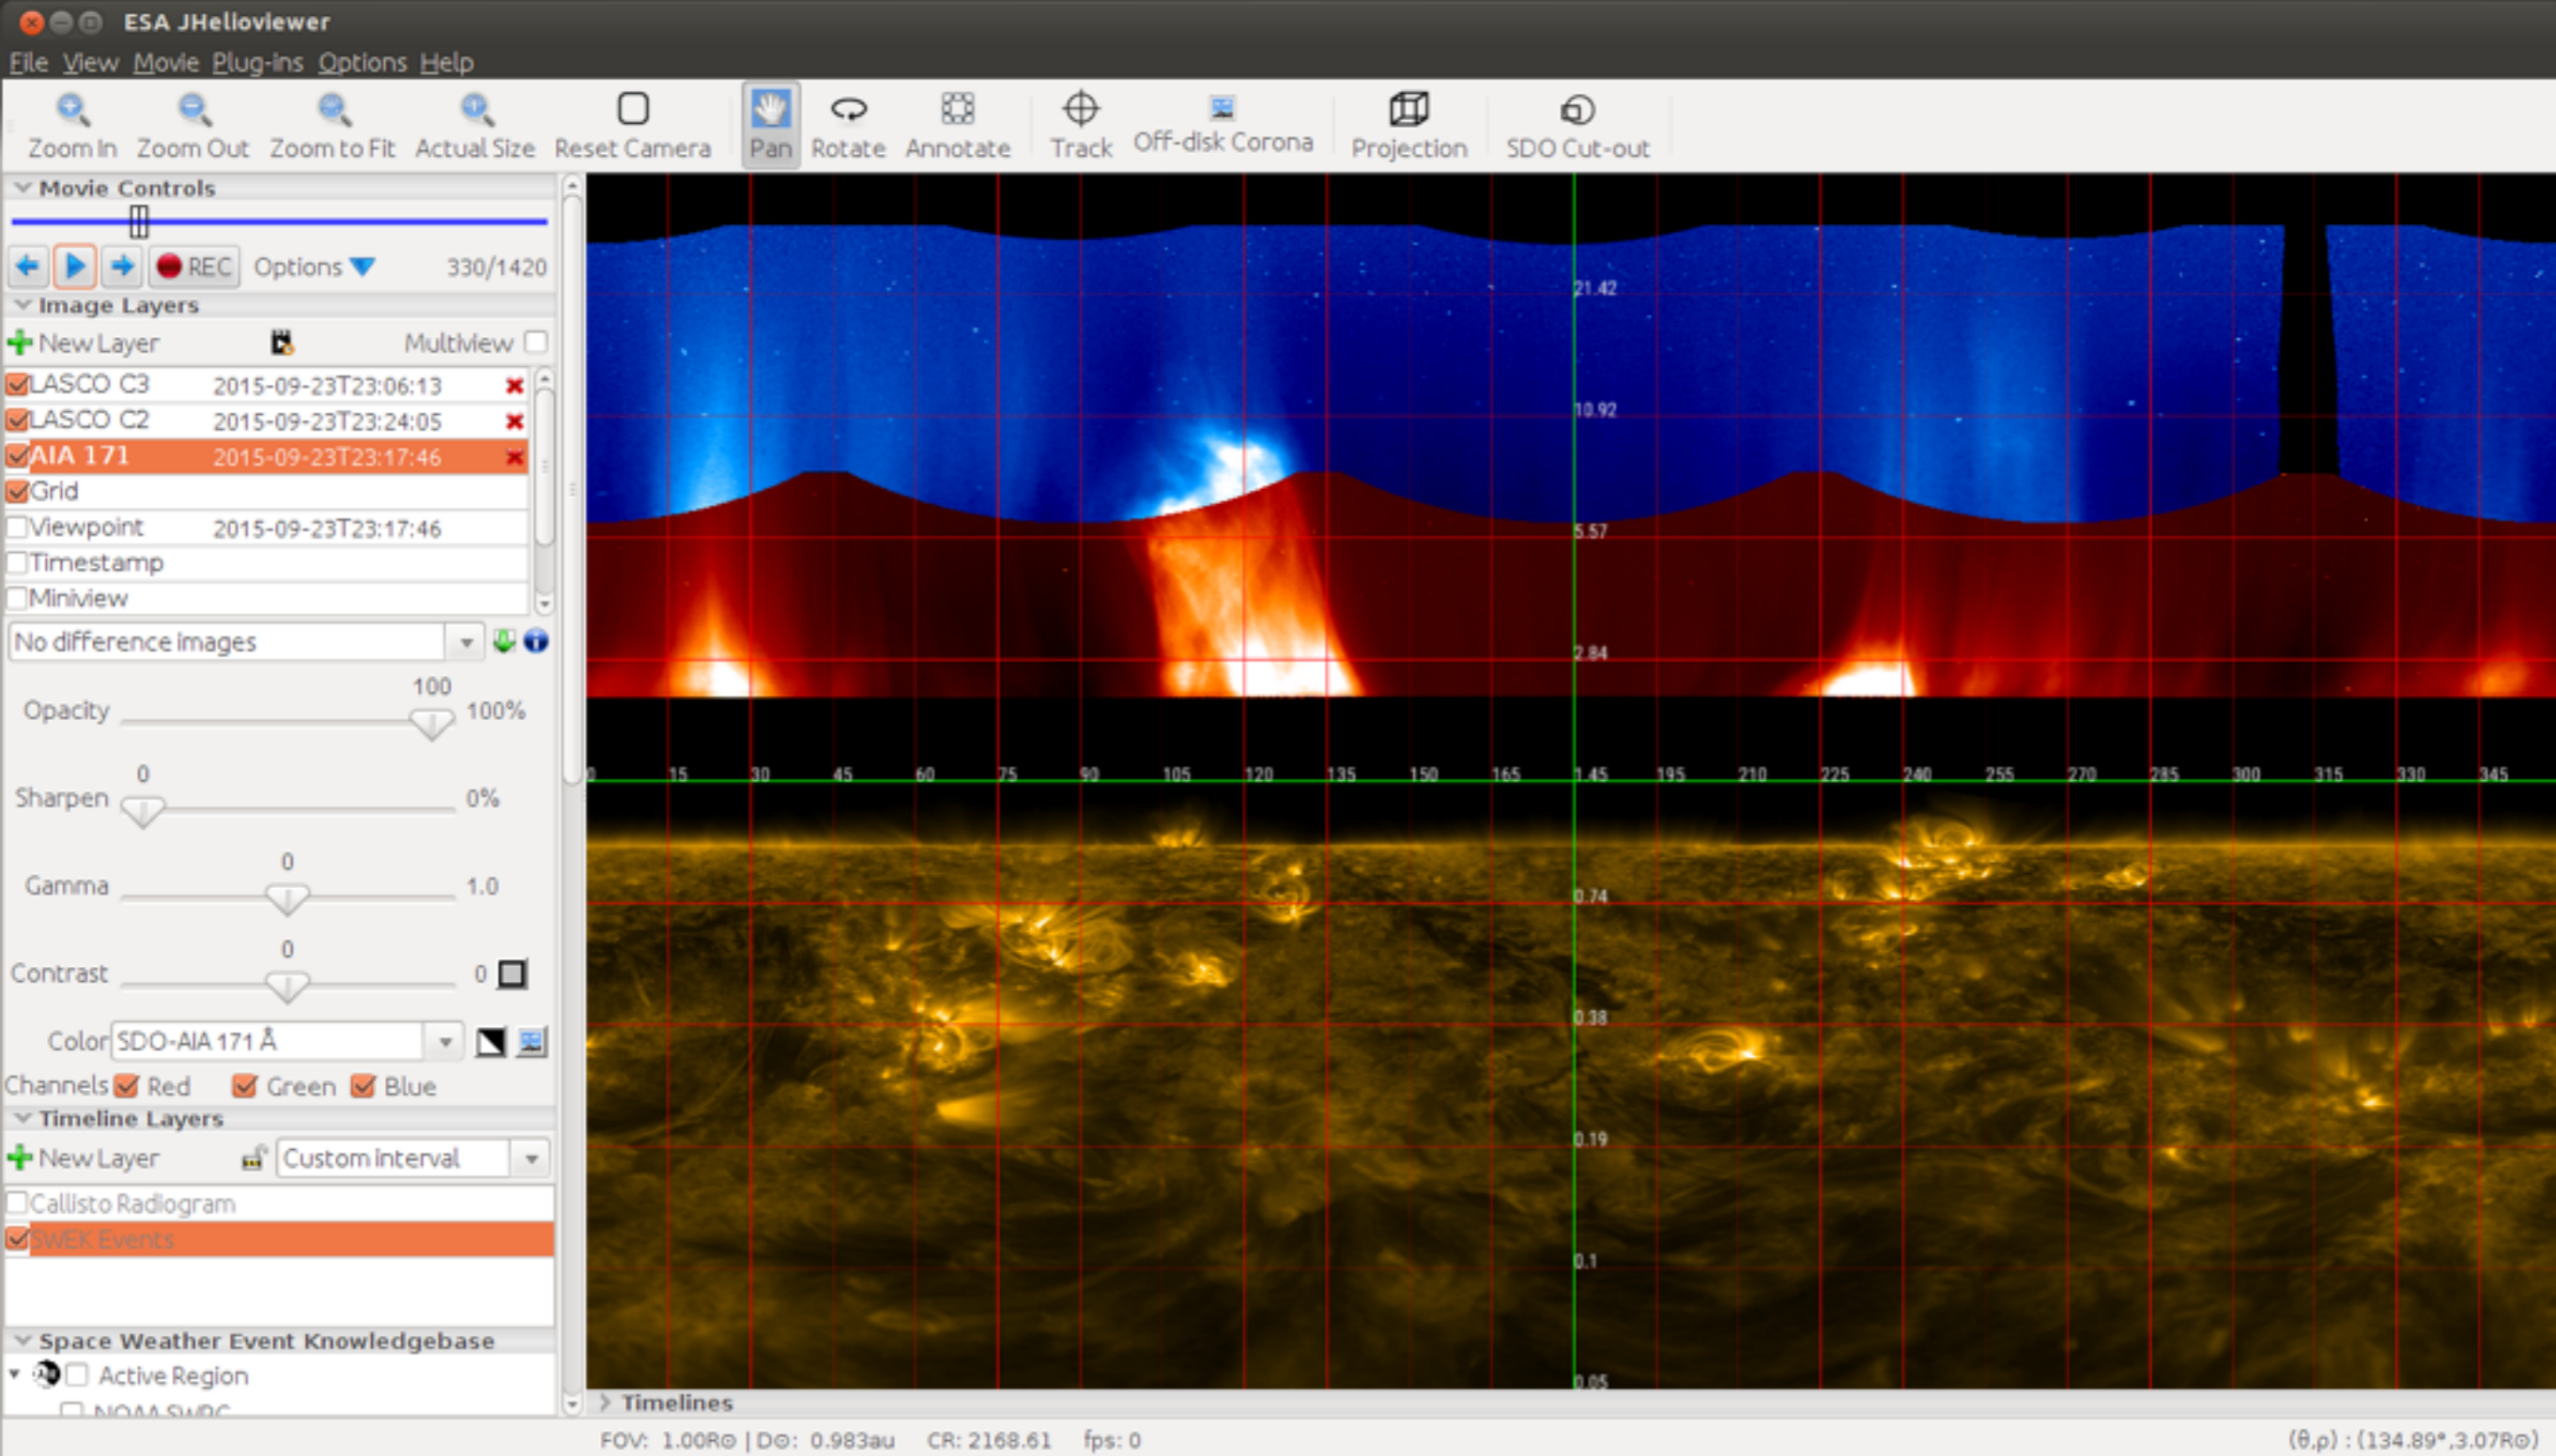 ESA JHelioviewer
File View Movie Plug-ins Options Help
Zoom In Zoom Out Zoom to Fit Actual Size Reset Camera Pan Rotate Annotate Track Off-disk Corona Projection SDO Cut-out
Movie Controls
REC Options 330/1420
Image Layers
New Layer Multiview
LASCO C3 2015-09-23T23:06:13
LASCO C2 2015-09-23T23:24:05
AIA 171 2015-09-23T23:17:46
Grid
Viewpoint 2015-09-23T23:17:46
Timestamp
Miniview
No difference images
100
Opacity 100%
0
Sharpen 0%
0
Gamma 1.0
0
Contrast 0
Color SDO-AIA 171 Å
Channels Red Green Blue
Timeline Layers
New Layer Custom interval
Callisto Radiogram
SWEK Events
Space Weather Event Knowledgebase
Active Region
NOAA SWPC
21.42
10.92
5.57
2.84
0 15 30 45 60 75 90 105 120 135 150 165 1.45 195 210 225 240 255 270 285 300 315 330 345
0.74
0.38
0.19
0.1
0.05
Timelines
FOV: 1.00R⊙ | D⊙: 0.983au CR: 2168.61 fps: 0 (θ,ρ) : (134.89°,3.07R⊙)